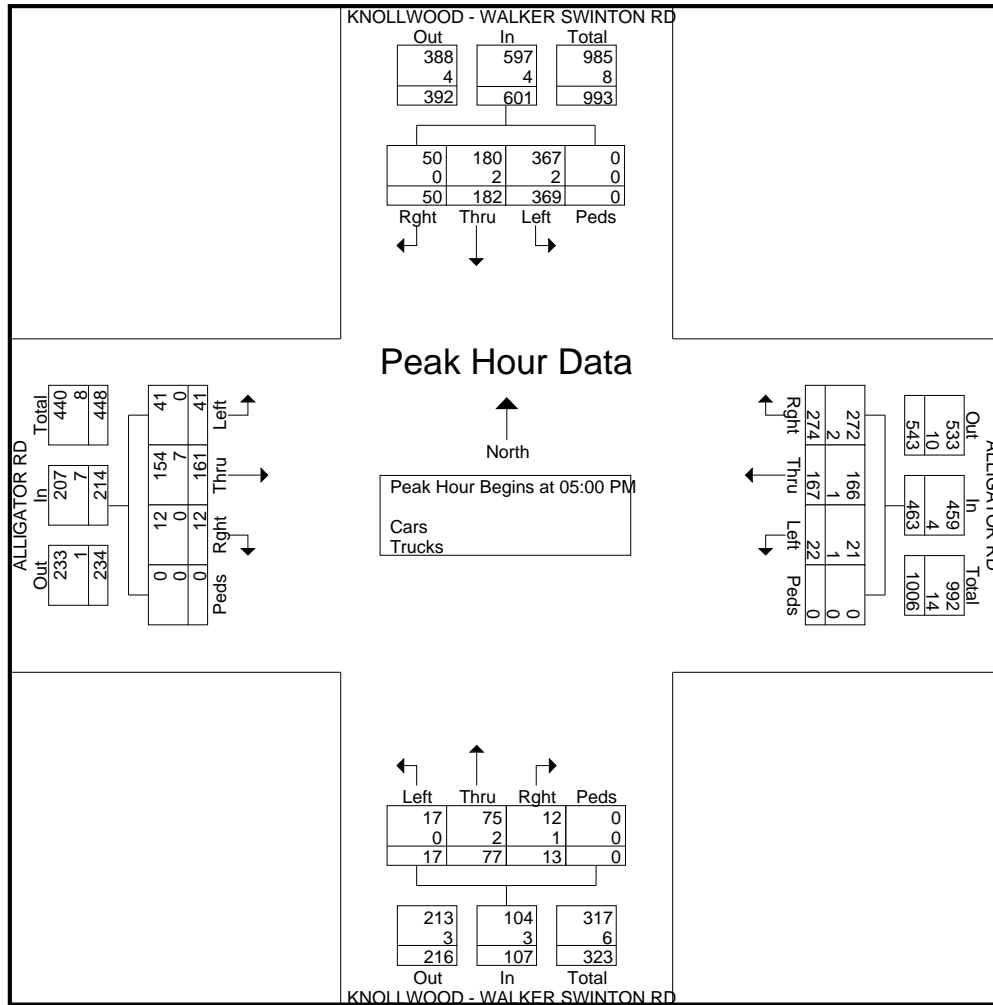 KNOLLWOOD - WALKER SWINTON RD
Out In Total
388 597 985
4 4 8
392 601 993
50 180 367 0
0 2 2 0
50 182 369 0
Rght Thru Left Peds
Peak Hour Data
North
Peak Hour Begins at 05:00 PM
Cars
Trucks
ALLIGATOR RD
Out In Total
233 207 440
1 7 8
234 214 448
0 12 154 41
0 0 7 0
0 12 161 41
Peds Rght Thru Left
ALLIGATOR RD
Out In Total
533 459 992
10 4 14
543 463 1006
272 166 21 0
2 1 1 0
274 167 22 0
Rght Thru Left Peds
Left Thru Rght Peds
17 75 12 0
0 2 1 0
17 77 13 0
213 104 317
3 3 6
216 107 323
Out In Total
KNOLLWOOD - WALKER SWINTON RD